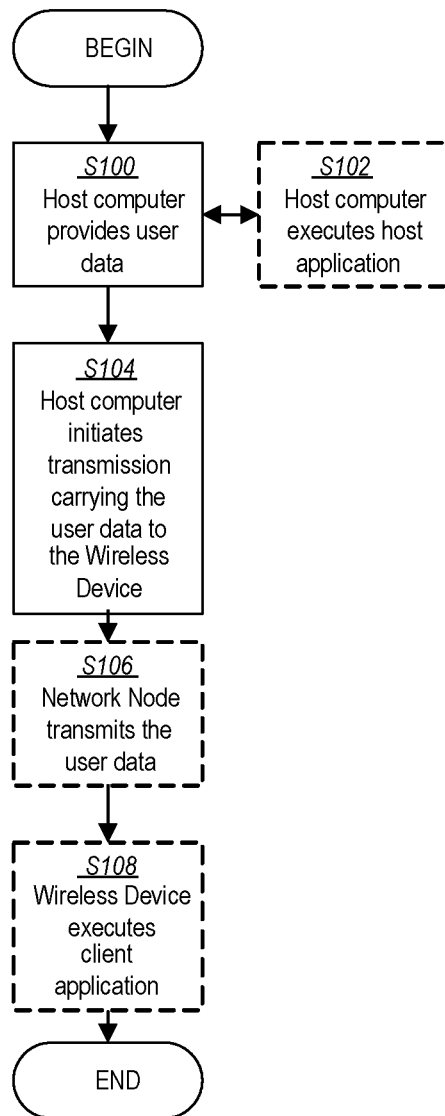 BEGIN
S100
Host computer
provides user
data
S102
Host computer
executes host
application
S104
Host computer
initiates
transmission
carrying the
user data to
the Wireless
Device
S106
Network Node
transmits the
user data
S108
Wireless Device
executes
client
application
END